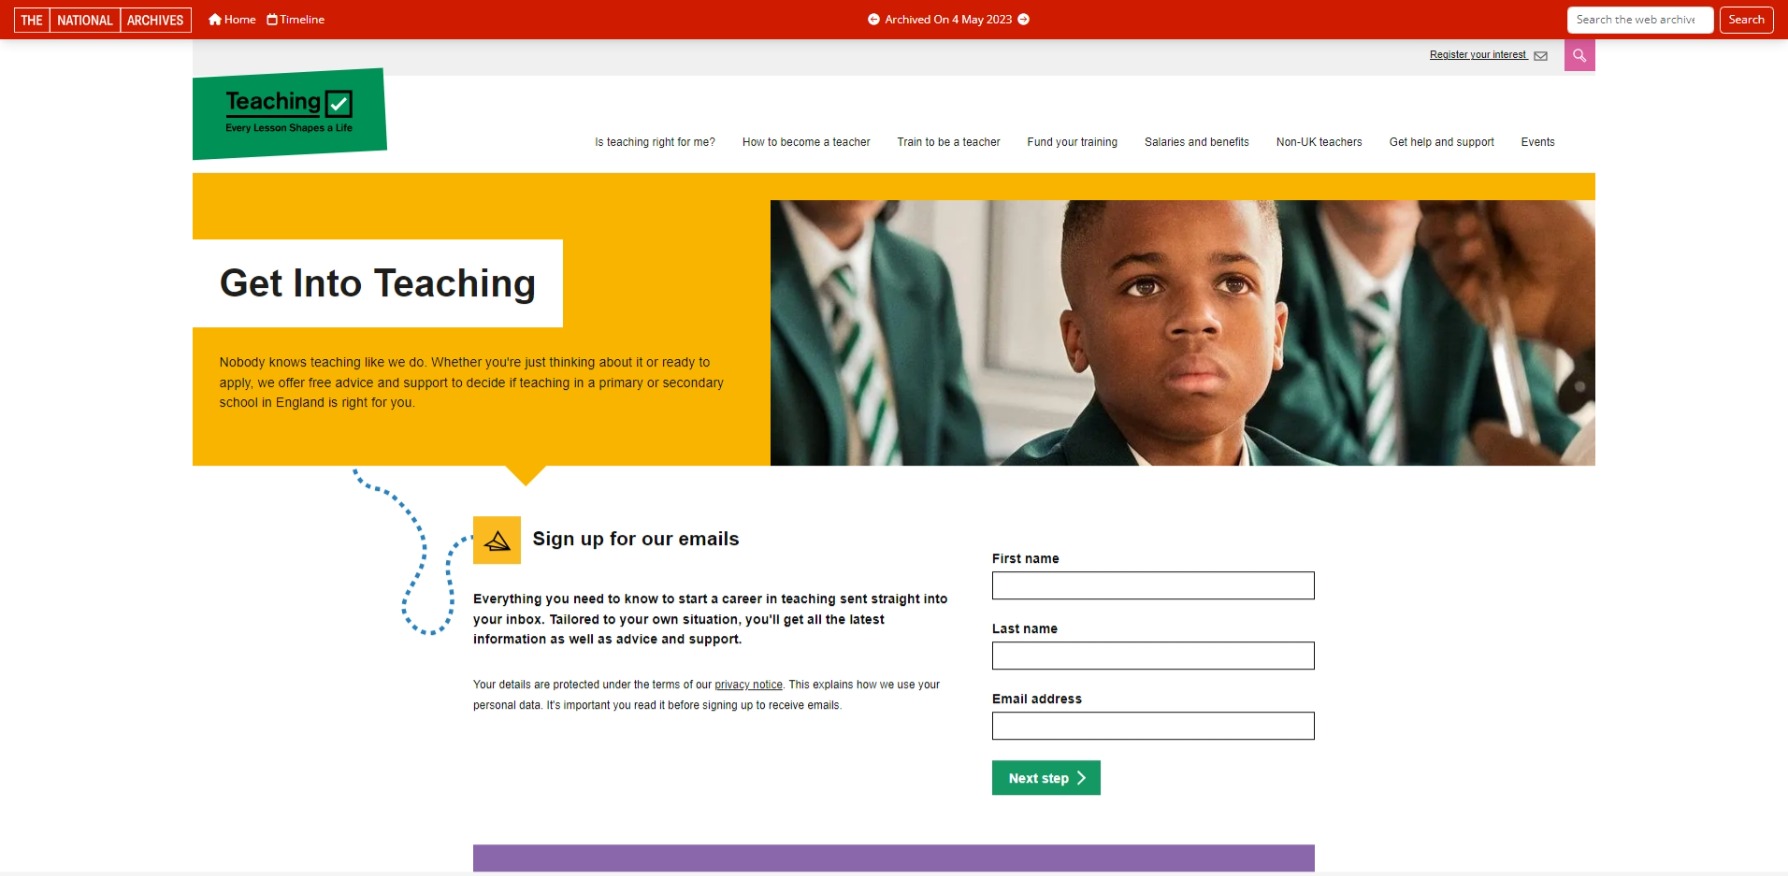 THE NATIONAL ARCHIVES Home Timeline Archived On 4 May 2023 Search the web archive Search
Register your interest
Teaching
Every Lesson Shapes a Life
Is teaching right for me? How to become a teacher Train to be a teacher Fund your training Salaries and benefits Non-UK teachers Get help and support Events
Get Into Teaching
Nobody knows teaching like we do. Whether you're just thinking about it or ready to
apply, we offer free advice and support to decide if teaching in a primary or secondary
school in England is right for you.
Sign up for our emails
Everything you need to know to start a career in teaching sent straight into
your inbox. Tailored to your own situation, you'll get all the latest
information as well as advice and support.
Your details are protected under the terms of our privacy notice. This explains how we use your
personal data. It's important you read it before signing up to receive emails.
First name
Last name
Email address
Next step